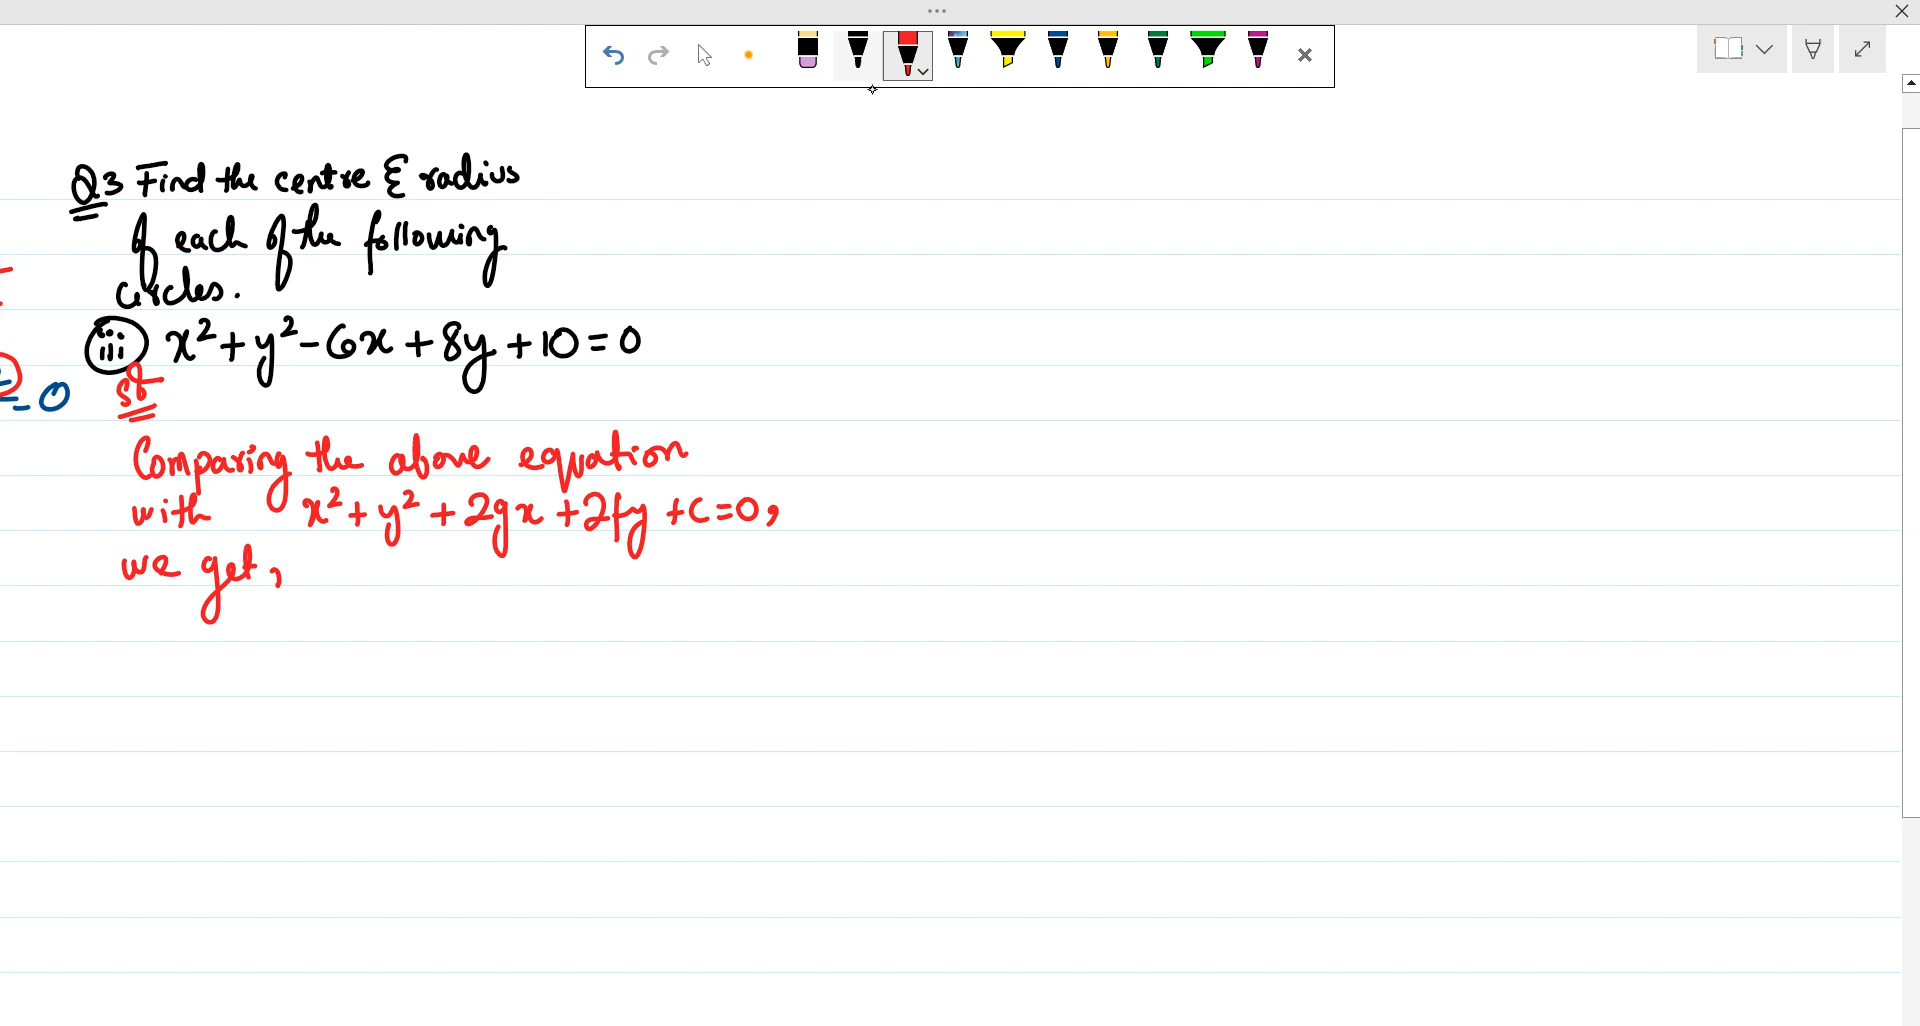 Q3 Find the centre & radius
of each of the following
circles.
iii x² + y² - 6x + 8y + 10 = 0
Comparing the above equation
with x² + y² + 2gx + 2fy + c = 0,
we get,